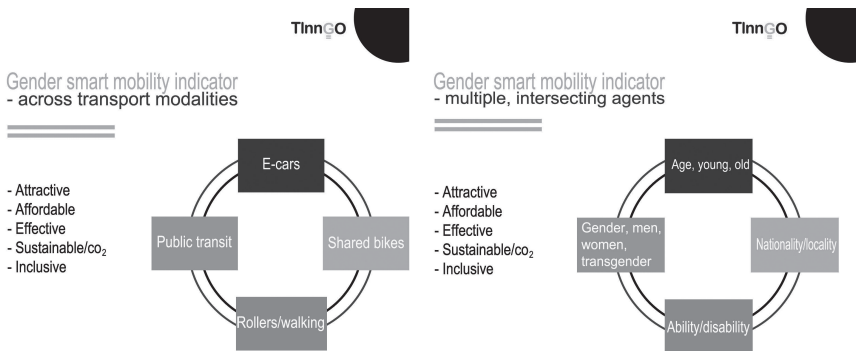 TInnGO
Gender smart mobility indicator
- across transport modalities
- Attractive
- Affordable
- Effective
- Sustainable/co₂
- Inclusive
E-cars
Public transit
Shared bikes
Rollers/walking
TInnGO
Gender smart mobility indicator
- multiple, intersecting agents
- Attractive
- Affordable
- Effective
- Sustainable/co₂
- Inclusive
Age, young, old
Gender, men,
women,
transgender
Nationality/locality
Ability/disability